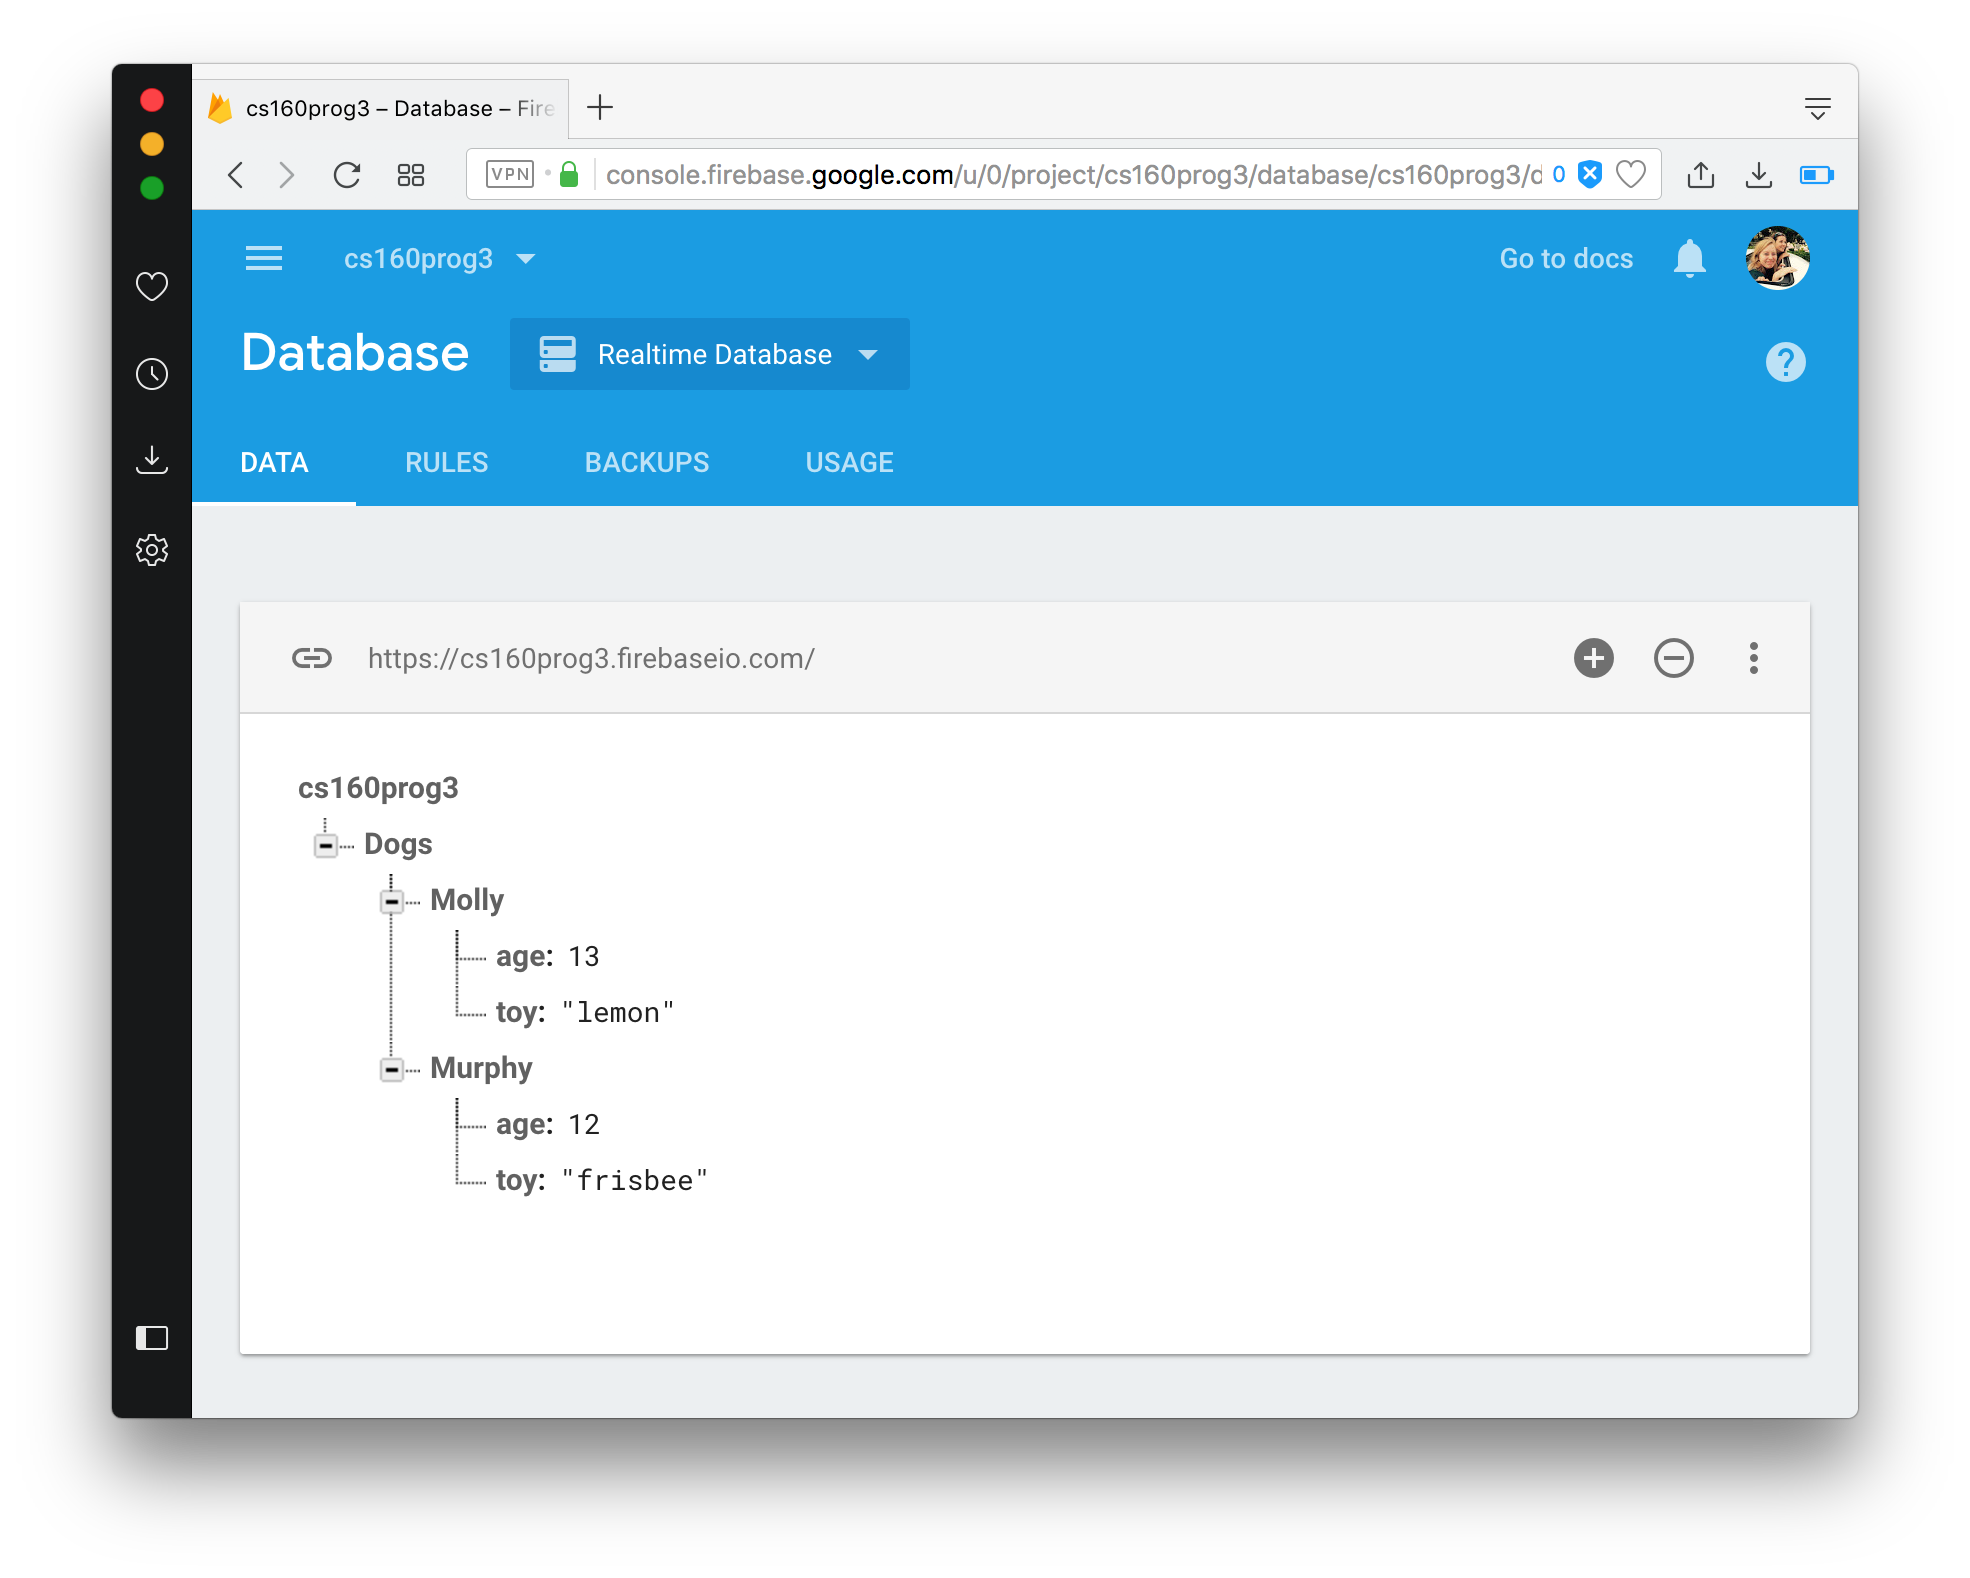 cs160prog3 – Database – Fire
VPN console.firebase.google.com/u/0/project/cs160prog3/database/cs160prog3/d 0
cs160prog3 Go to docs
Database Realtime Database ?
DATA RULES BACKUPS USAGE
https://cs160prog3.firebaseio.com/
cs160prog3
Dogs
Molly
age: 13
toy: "lemon"
Murphy
age: 12
toy: "frisbee"